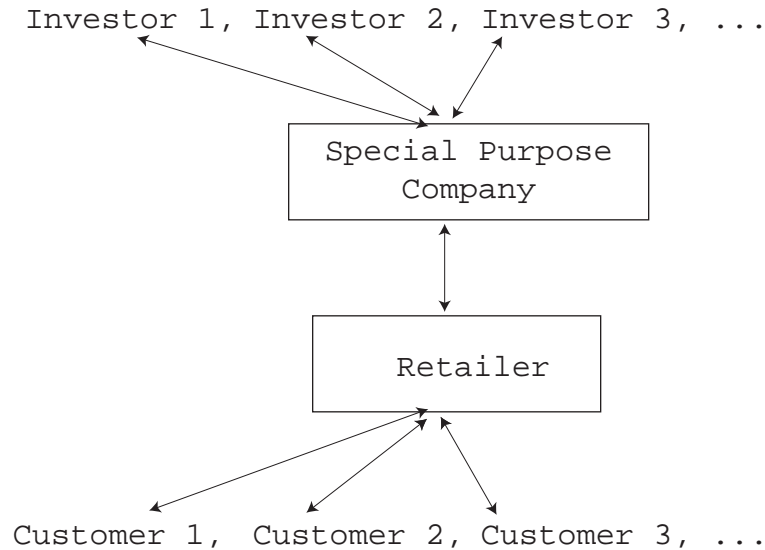 Investor 1, Investor 2, Investor 3, ...
Special Purpose
Company
Retailer
Customer 1, Customer 2, Customer 3, ...